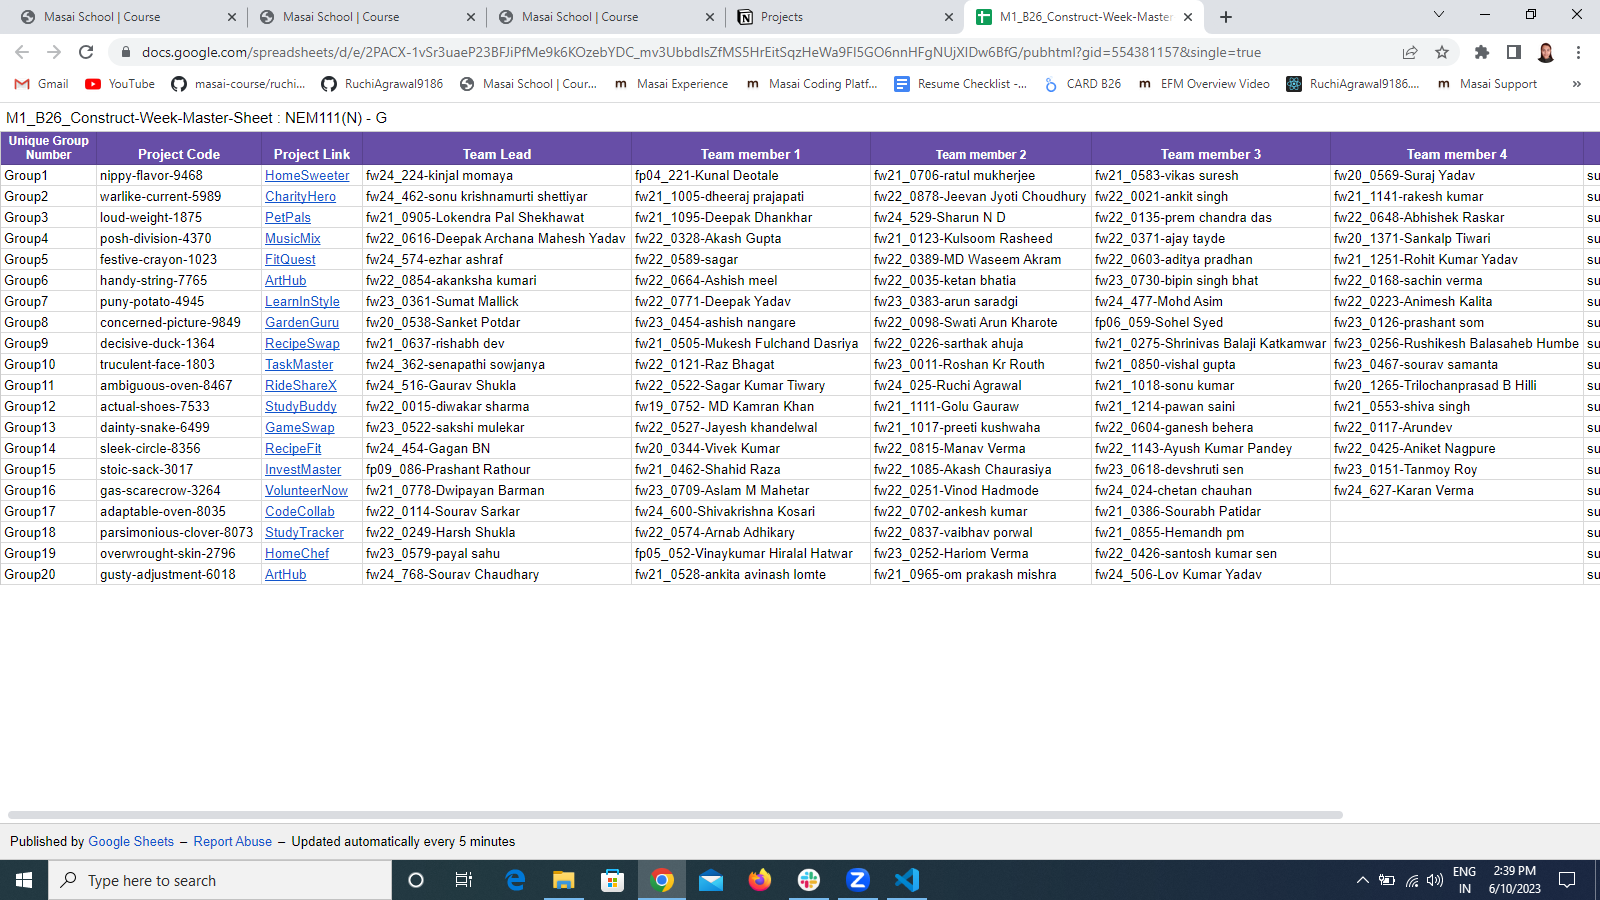 Masai School | Course
Masai School | Course
Masai School | Course
Projects
M1_B26_Construct-Week-Master
docs.google.com/spreadsheets/d/e/2PACX-1vSr3uaeP23BFJiPfMe9k6KOzebYDC_mv3UbbdIsZfMS5HrEitSqzHeWa9FI5GO6nnHFgNUjXIDw6BfG/pubhtml?gid=554381157&single=true
Gmail YouTube masai-course/ruchi... RuchiAgrawal9186 Masai School | Cour... Masai Experience Masai Coding Platf... Resume Checklist -... CARD B26 EFM Overview Video RuchiAgrawal9186.... Masai Support »
M1_B26_Construct-Week-Master-Sheet : NEM111(N) - G
Unique Group Number Project Code Project Link Team Lead Team member 1 Team member 2 Team member 3 Team member 4
Group1 nippy-flavor-9468 HomeSweeter fw24_224-kinjal momaya fp04_221-Kunal Deotale fw21_0706-ratul mukherjee fw21_0583-vikas suresh fw20_0569-Suraj Yadav su
Group2 warlike-current-5989 CharityHero fw24_462-sonu krishnamurti shettiyar fw21_1005-dheeraj prajapati fw22_0878-Jeevan Jyoti Choudhury fw22_0021-ankit singh fw21_1141-rakesh kumar su
Group3 loud-weight-1875 PetPals fw21_0905-Lokendra Pal Shekhawat fw21_1095-Deepak Dhankhar fw24_529-Sharun N D fw22_0135-prem chandra das fw22_0648-Abhishek Raskar su
Group4 posh-division-4370 MusicMix fw22_0616-Deepak Archana Mahesh Yadav fw22_0328-Akash Gupta fw21_0123-Kulsoom Rasheed fw22_0371-ajay tayde fw20_1371-Sankalp Tiwari su
Group5 festive-crayon-1023 FitQuest fw24_574-ezhar ashraf fw22_0589-sagar fw22_0389-MD Waseem Akram fw22_0603-aditya pradhan fw21_1251-Rohit Kumar Yadav su
Group6 handy-string-7765 ArtHub fw22_0854-akanksha kumari fw22_0664-Ashish meel fw22_0035-ketan bhatia fw23_0730-bipin singh bhat fw22_0168-sachin verma su
Group7 puny-potato-4945 LearnInStyle fw23_0361-Sumat Mallick fw22_0771-Deepak Yadav fw23_0383-arun saradgi fw24_477-Mohd Asim fw22_0223-Animesh Kalita su
Group8 concerned-picture-9849 GardenGuru fw20_0538-Sanket Potdar fw23_0454-ashish nangare fw22_0098-Swati Arun Kharote fp06_059-Sohel Syed fw23_0126-prashant som su
Group9 decisive-duck-1364 RecipeSwap fw21_0637-rishabh dev fw21_0505-Mukesh Fulchand Dasriya fw22_0226-sarthak ahuja fw21_0275-Shrinivas Balaji Katkamwar fw23_0256-Rushikesh Balasaheb Humbe su
Group10 truculent-face-1803 TaskMaster fw24_362-senapathi sowjanya fw22_0121-Raz Bhagat fw23_0011-Roshan Kr Routh fw21_0850-vishal gupta fw23_0467-sourav samanta su
Group11 ambiguous-oven-8467 RideShareX fw24_516-Gaurav Shukla fw22_0522-Sagar Kumar Tiwary fw24_025-Ruchi Agrawal fw21_1018-sonu kumar fw20_1265-Trilochanprasad B Hilli su
Group12 actual-shoes-7533 StudyBuddy fw22_0015-diwakar sharma fw19_0752- MD Kamran Khan fw21_1111-Golu Gauraw fw21_1214-pawan saini fw21_0553-shiva singh su
Group13 dainty-snake-6499 GameSwap fw23_0522-sakshi mulekar fw22_0527-Jayesh khandelwal fw21_1017-preeti kushwaha fw22_0604-ganesh behera fw22_0117-Arundev su
Group14 sleek-circle-8356 RecipeFit fw24_454-Gagan BN fw20_0344-Vivek Kumar fw22_0815-Manav Verma fw22_1143-Ayush Kumar Pandey fw22_0425-Aniket Nagpure su
Group15 stoic-sack-3017 InvestMaster fp09_086-Prashant Rathour fw21_0462-Shahid Raza fw22_1085-Akash Chaurasiya fw23_0618-devshruti sen fw23_0151-Tanmoy Roy su
Group16 gas-scarecrow-3264 VolunteerNow fw21_0778-Dwipayan Barman fw23_0709-Aslam M Mahetar fw22_0251-Vinod Hadmode fw24_024-chetan chauhan fw24_627-Karan Verma su
Group17 adaptable-oven-8035 CodeCollab fw22_0114-Sourav Sarkar fw24_600-Shivakrishna Kosari fw22_0702-ankesh kumar fw21_0386-Sourabh Patidar su
Group18 parsimonious-clover-8073 StudyTracker fw22_0249-Harsh Shukla fw22_0574-Arnab Adhikary fw22_0837-vaibhav porwal fw21_0855-Hemandh pm su
Group19 overwrought-skin-2796 HomeChef fw23_0579-payal sahu fp05_052-Vinaykumar Hiralal Hatwar fw23_0252-Hariom Verma fw22_0426-santosh kumar sen su
Group20 gusty-adjustment-6018 ArtHub fw24_768-Sourav Chaudhary fw21_0528-ankita avinash lomte fw21_0965-om prakash mishra fw24_506-Lov Kumar Yadav su
Published by Google Sheets – Report Abuse – Updated automatically every 5 minutes
Type here to search
ENG
IN
2:39 PM
6/10/2023